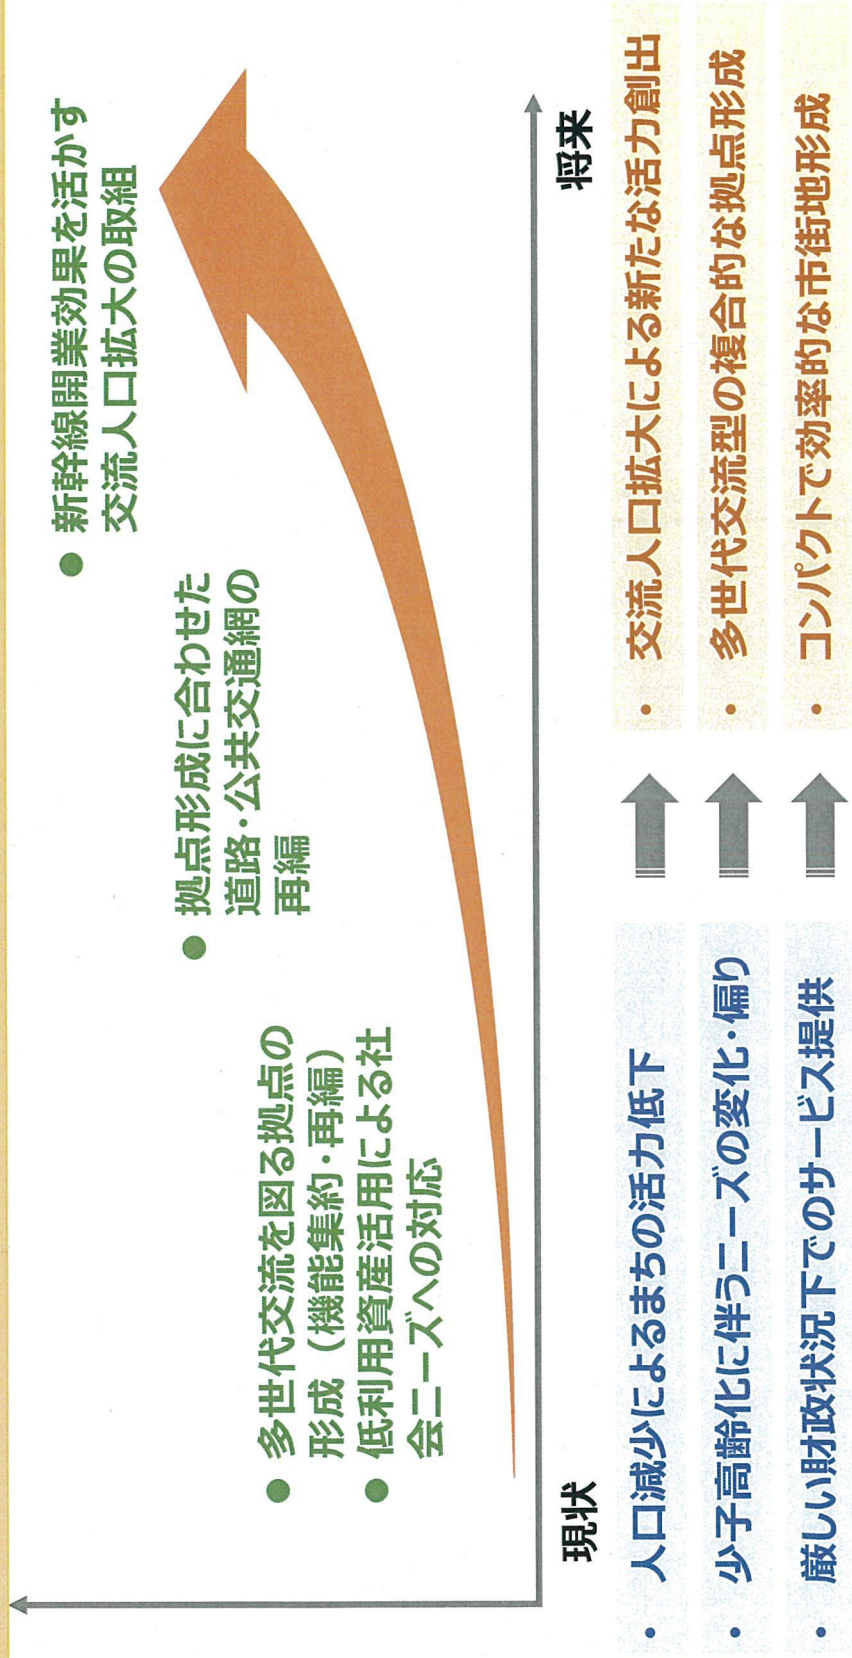 ● 新幹線開業効果を活かす
交流人口拡大の取組
● 拠点形成に合わせた
道路・公共交通網の
再編
● 多世代交流を図る拠点の
形成（機能集約・再編）
● 低利用資産活用による社
会ニーズへの対応
現状
将来
・ 人口減少によるまちの活力低下
・ 交流人口拡大による新たな活力創出
・ 少子高齢化に伴うニーズの変化・偏り
・ 多世代交流型の複合的な拠点形成
・ 厳しい財政状況下でのサービス提供
・ コンパクトで効率的な市街地形成